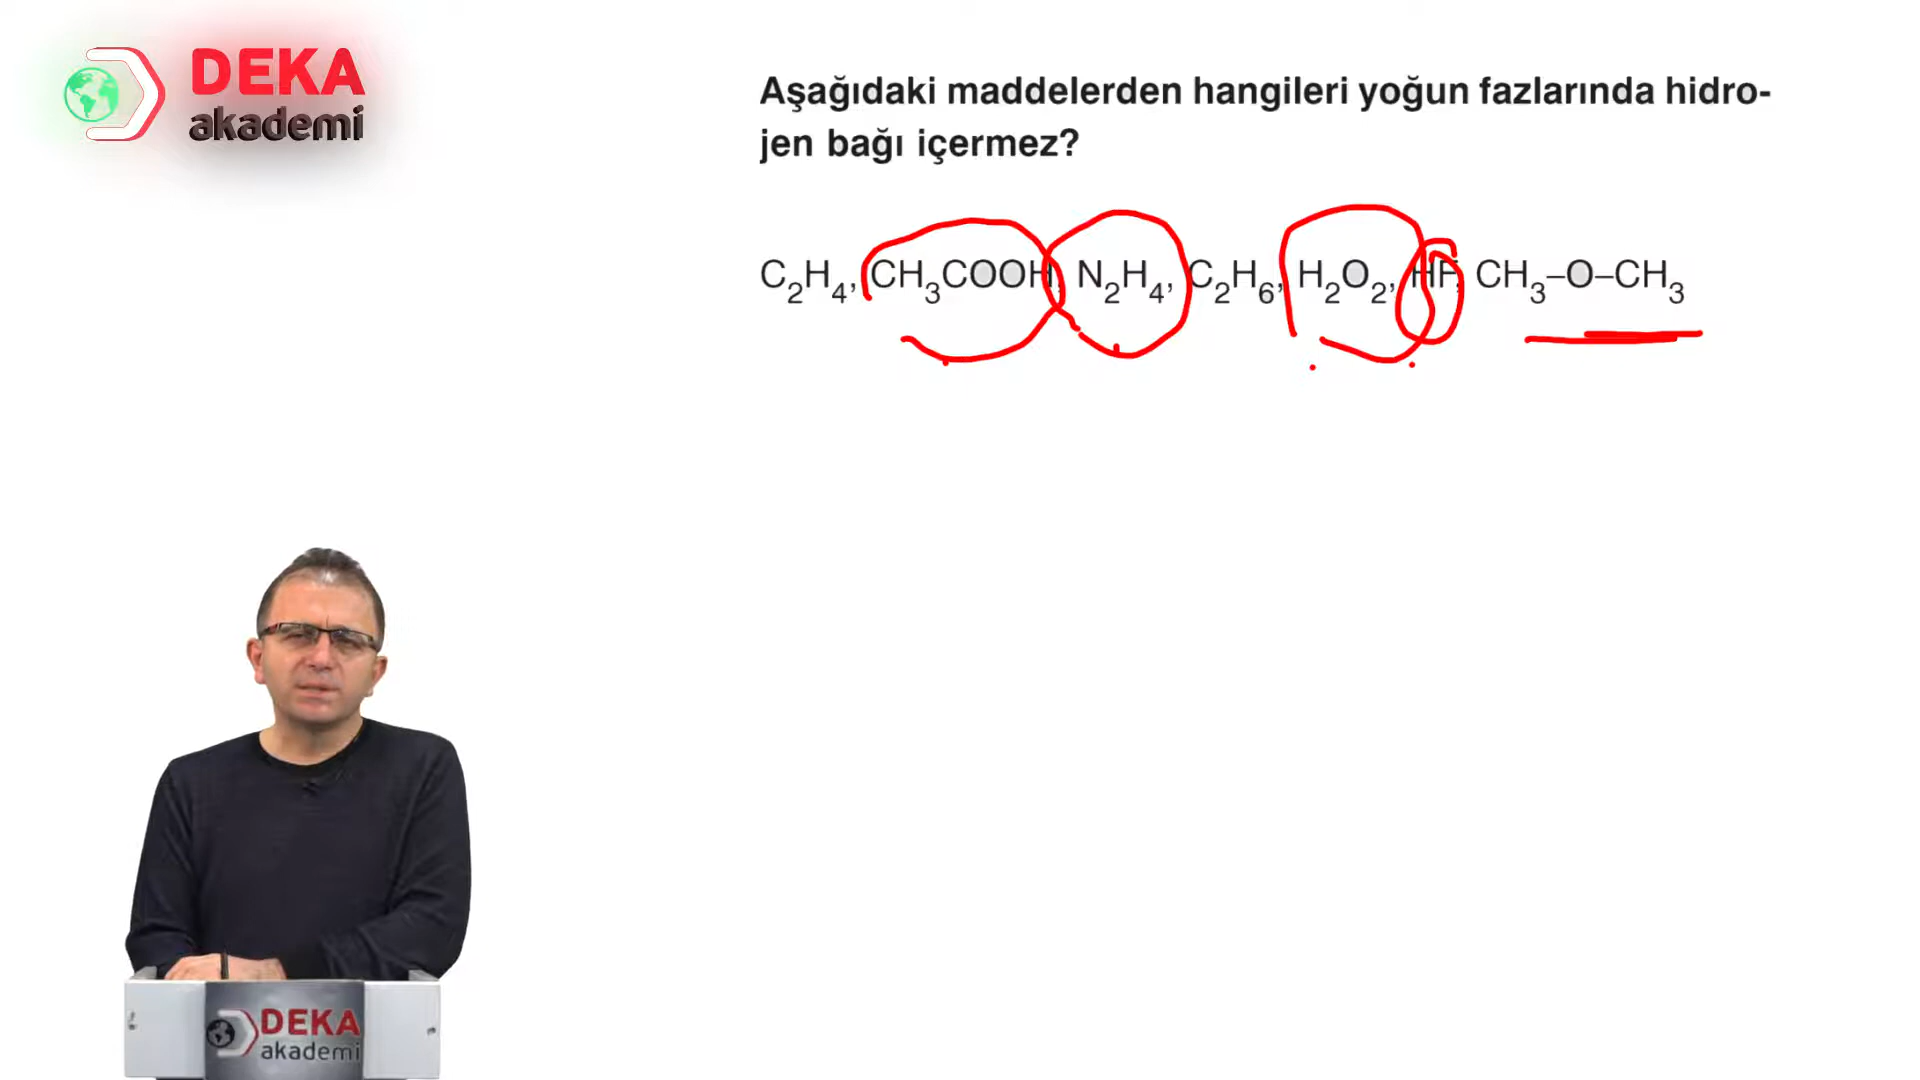 DEKA
akademi
Aşağıdaki maddelerden hangileri yoğun fazlarında hidro-
jen bağı içermez?
C₂H₄, CH₃COOH, N₂H₄, C₂H₆, H₂O₂, HF, CH₃–O–CH₃
DEKA
akademi